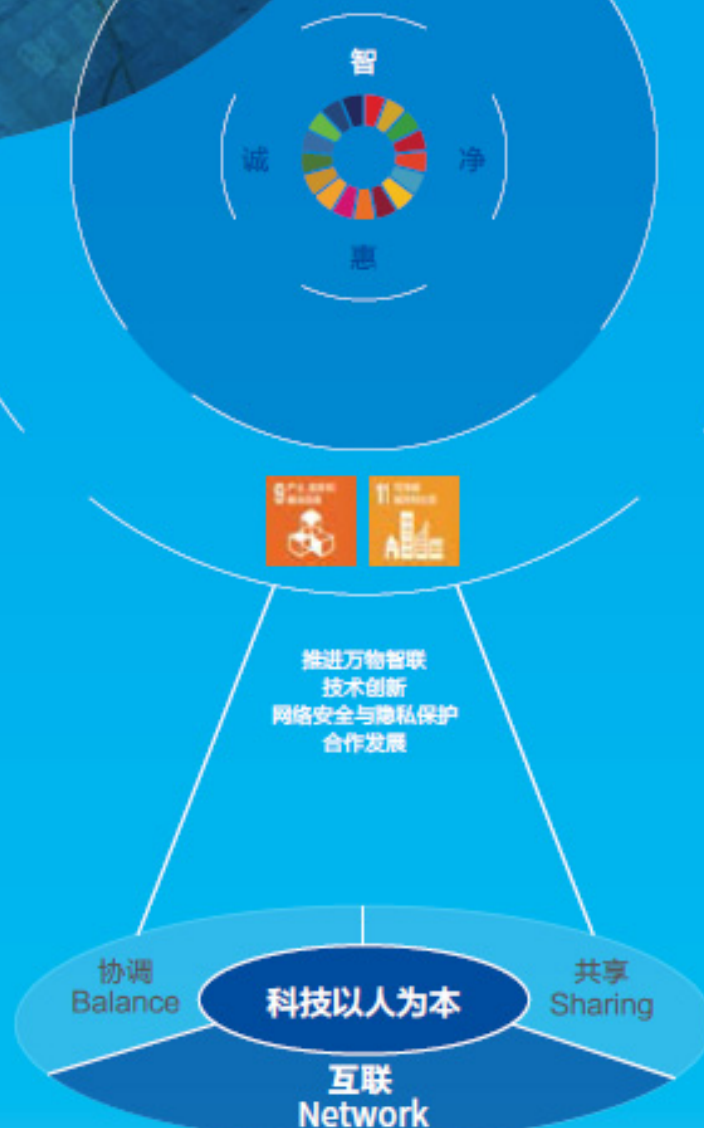 智
诚
净
惠
9
11
推进万物智联
技术创新
网络安全与隐私保护
合作发展
协调
Balance
科技以人为本
共享
Sharing
互联
Network